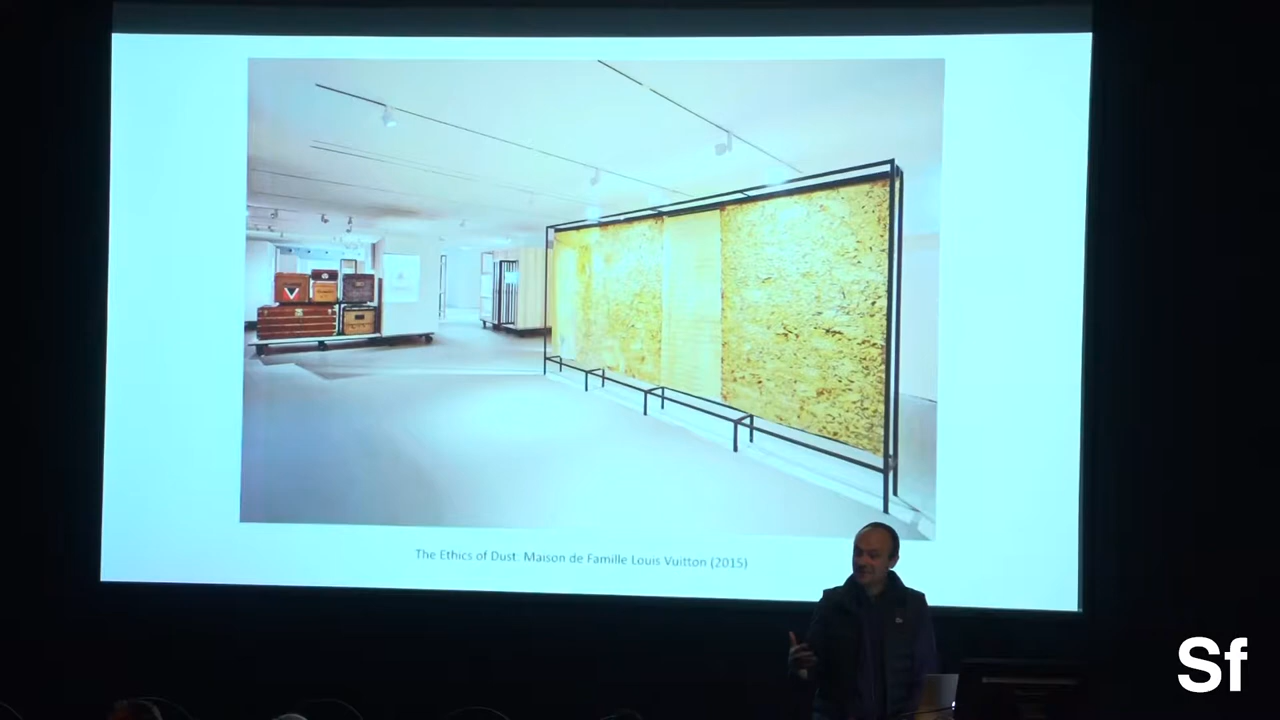 The Ethics of Dust. Maison de Famille Louis Vuitton (2015)
Sf